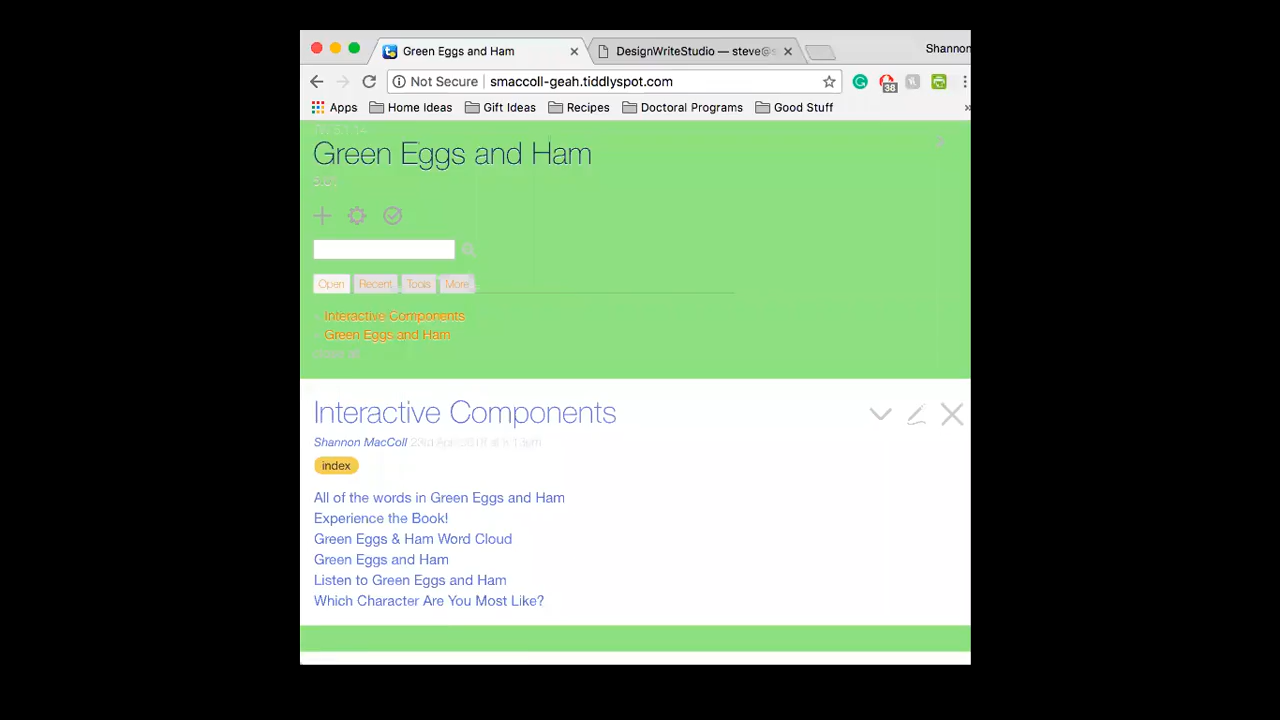 Green Eggs and Ham
DesignWriteStudio — steve@s
Shannon
Not Secure smaccoll-geah.tiddlyspot.com
38
Apps Home Ideas Gift Ideas Recipes Doctoral Programs Good Stuff »
Green Eggs and Ham
Open Recent Tools More
Interactive Components
Green Eggs and Ham
Interactive Components
Shannon MacColl
index
All of the words in Green Eggs and Ham
Experience the Book!
Green Eggs & Ham Word Cloud
Green Eggs and Ham
Listen to Green Eggs and Ham
Which Character Are You Most Like?